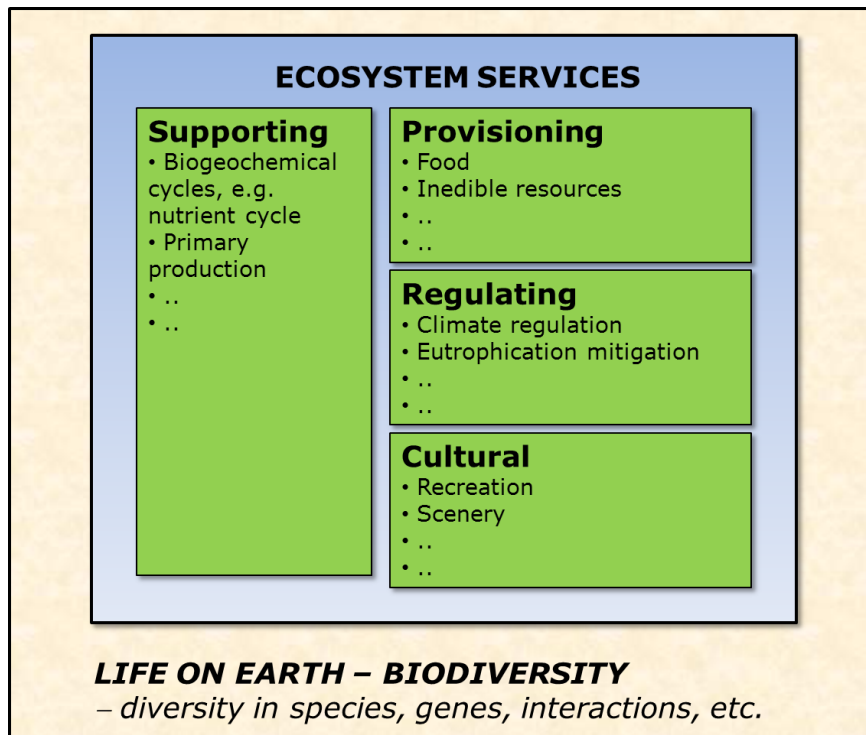 ECOSYSTEM SERVICES
Supporting
• Biogeochemical
cycles, e.g.
nutrient cycle
• Primary
production
• ..
• ..
Provisioning
• Food
• Inedible resources
• ..
• ..
Regulating
• Climate regulation
• Eutrophication mitigation
• ..
• ..
Cultural
• Recreation
• Scenery
• ..
• ..
LIFE ON EARTH – BIODIVERSITY
– diversity in species, genes, interactions, etc.